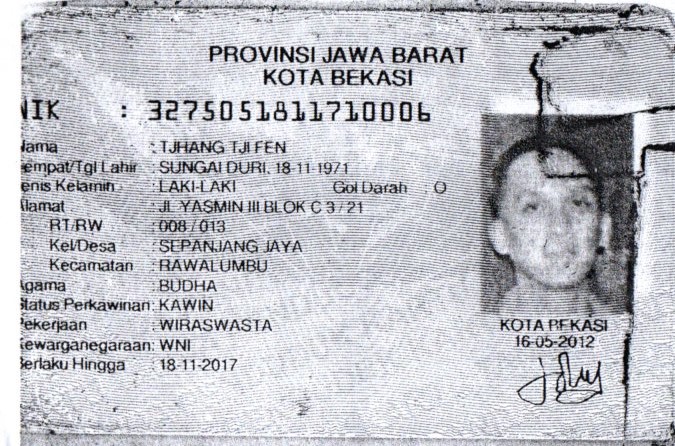 PROVINSI JAWA BARAT
KOTA BEKASI
NIK : 3275051811710006
Nama : TJHANG TJI FEN
Tempat/Tgl Lahir : SUNGAI DURI, 18-11-1971
Jenis Kelamin : LAKI-LAKI Gol Darah : O
Alamat : JL YASMIN III BLOK C 3 / 21
RT/RW : 008 / 013
Kel/Desa : SEPANJANG JAYA
Kecamatan : RAWALUMBU
Agama : BUDHA
Status Perkawinan: KAWIN
Pekerjaan : WIRASWASTA
Kewarganegaraan: WNI
Berlaku Hingga : 18-11-2017
KOTA BEKASI
16-05-2012